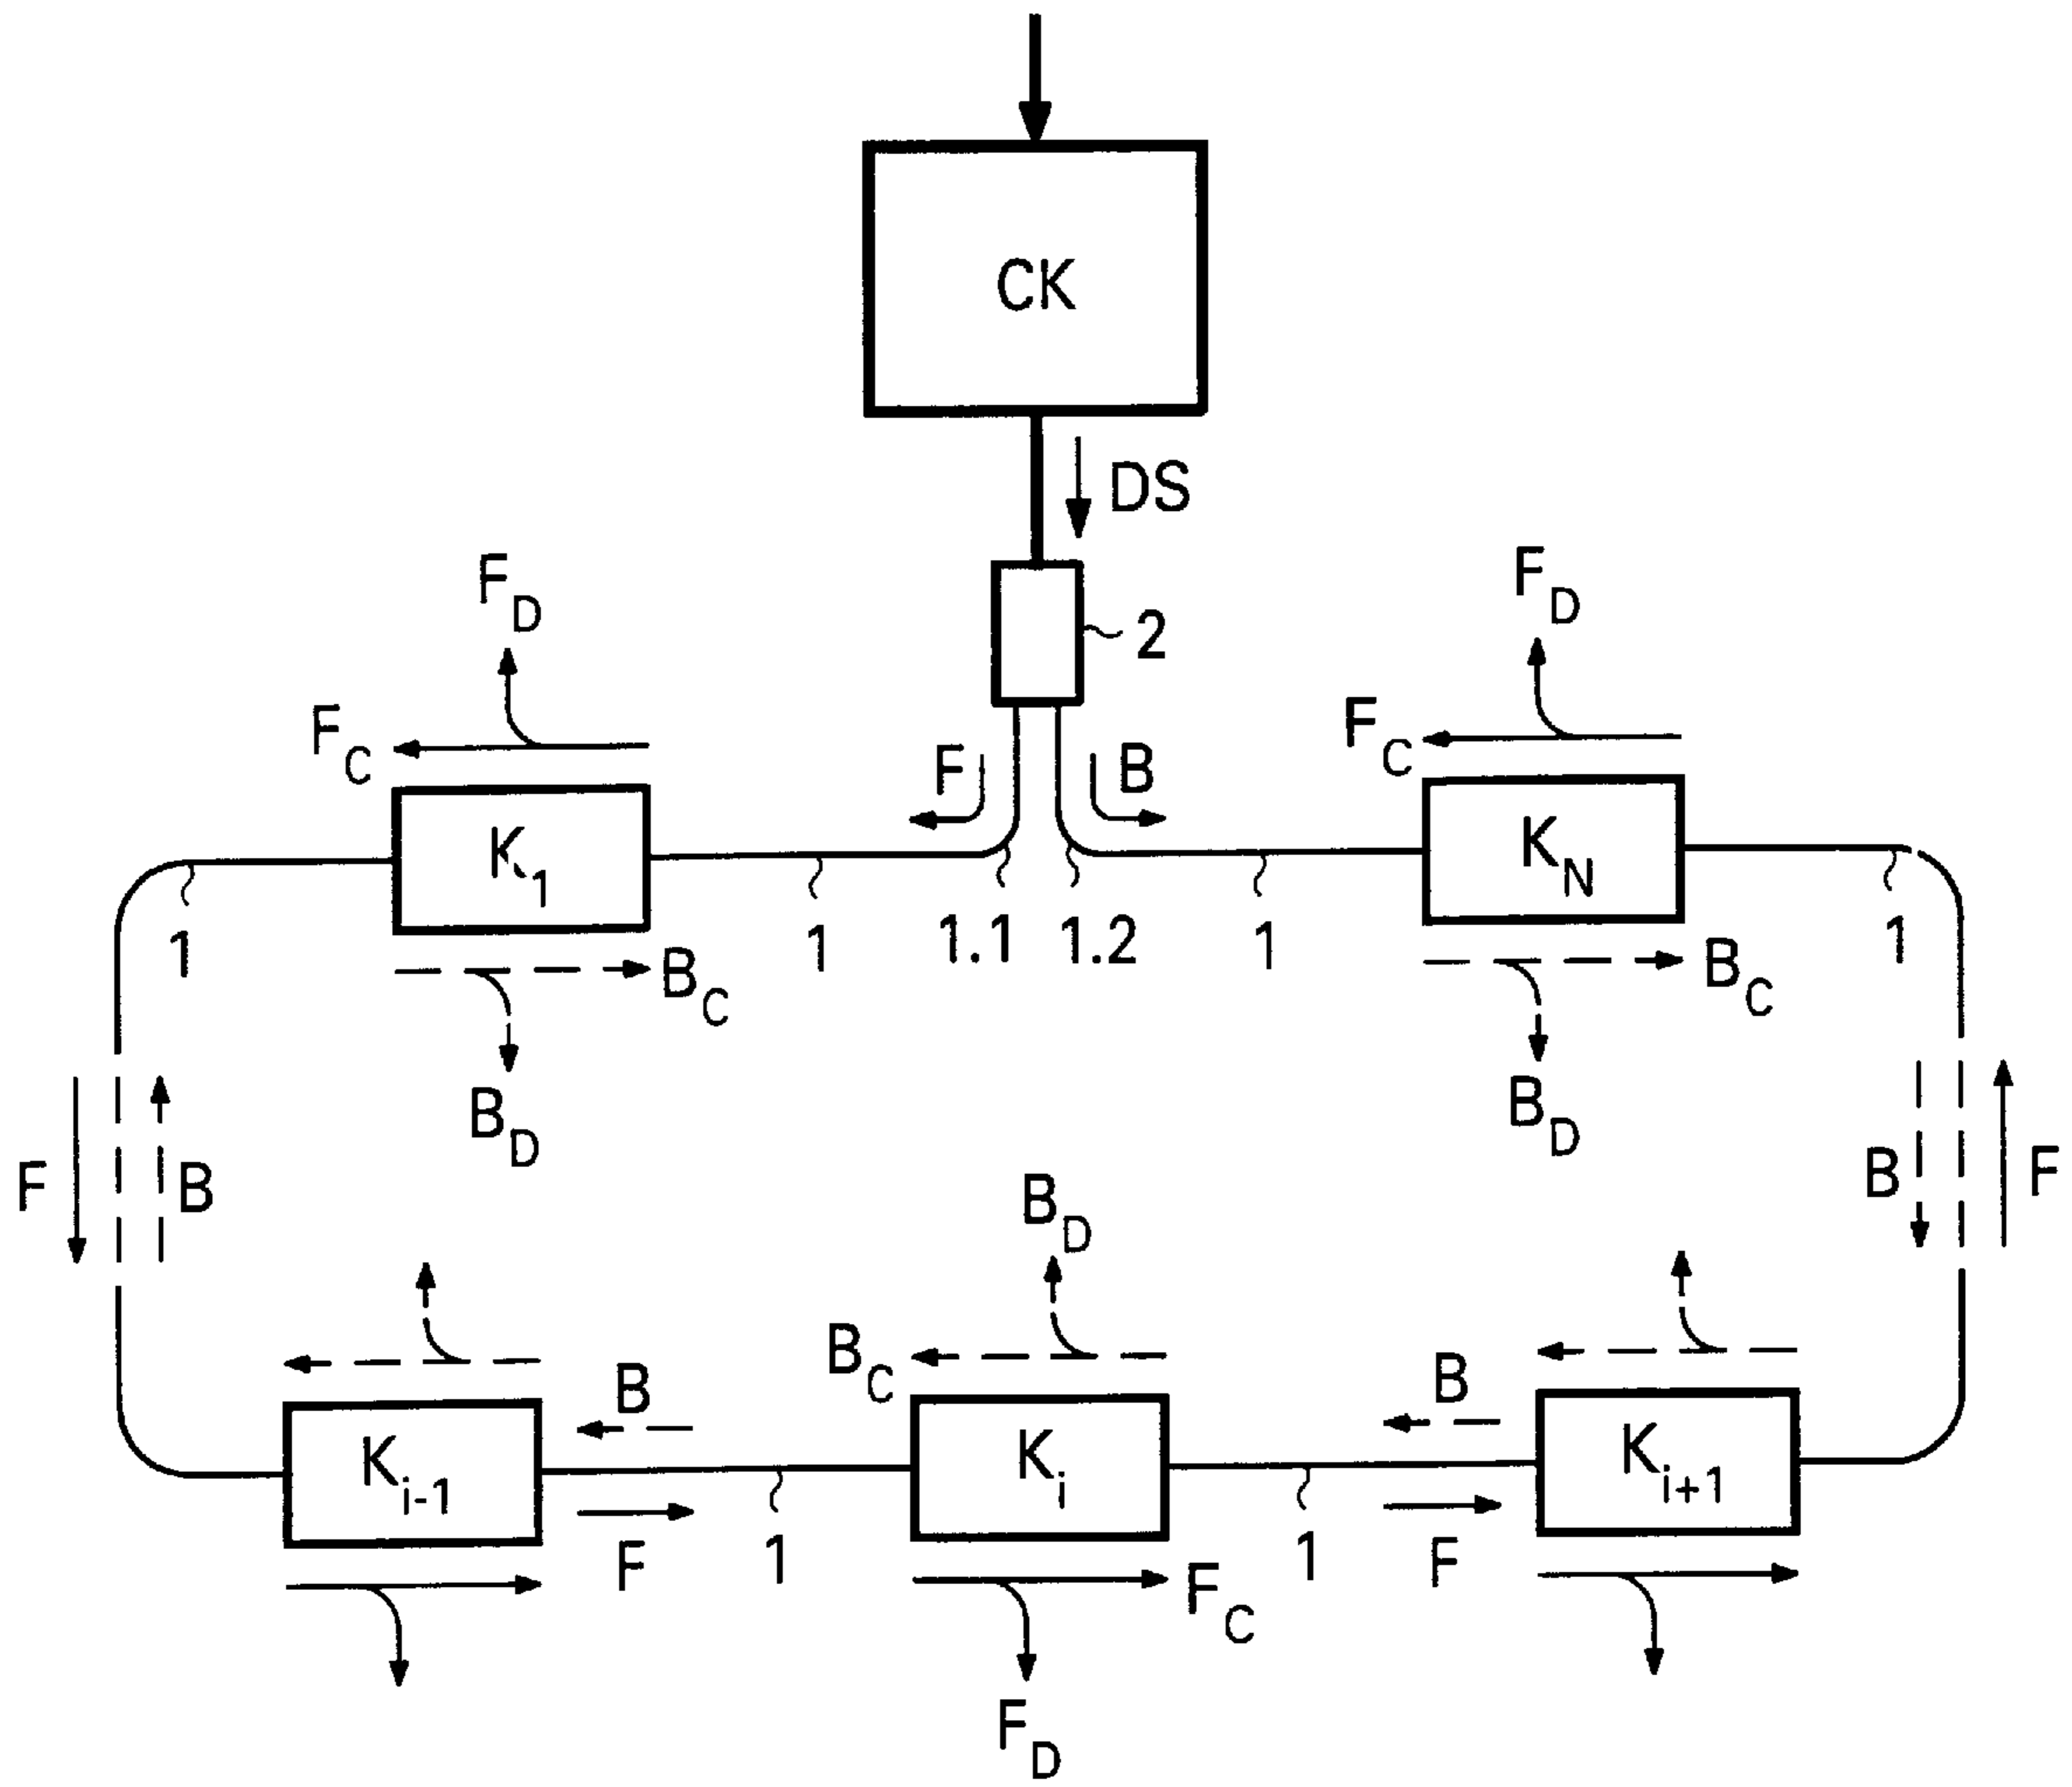 CK
DS
F_D
F_D
2
F_C
F_C
F
B
K_1
K_N
1
1
1.1
1.2
1
1
B_C
B_C
B_D
B_D
F
B
B_D
B
F
B_C
B
B
K_i-1
K_i
K_i+1
F
1
F_C
1
F
F_D